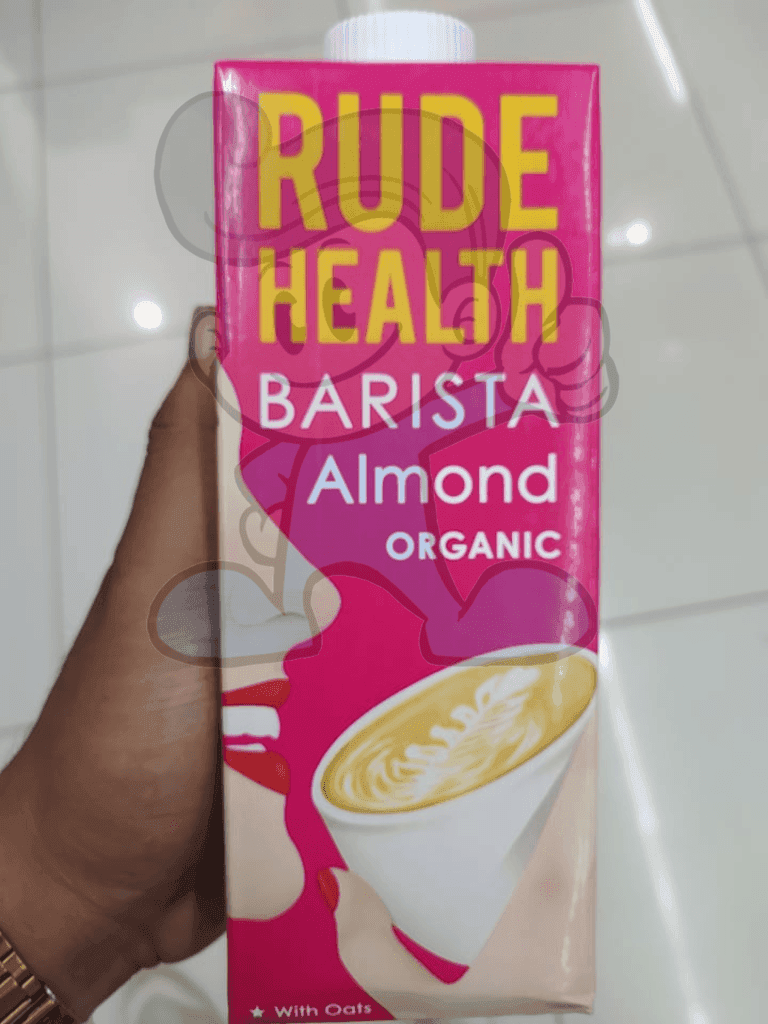 RUDE
HEALTH
BARISTA
Almond
ORGANIC
★ With Oats